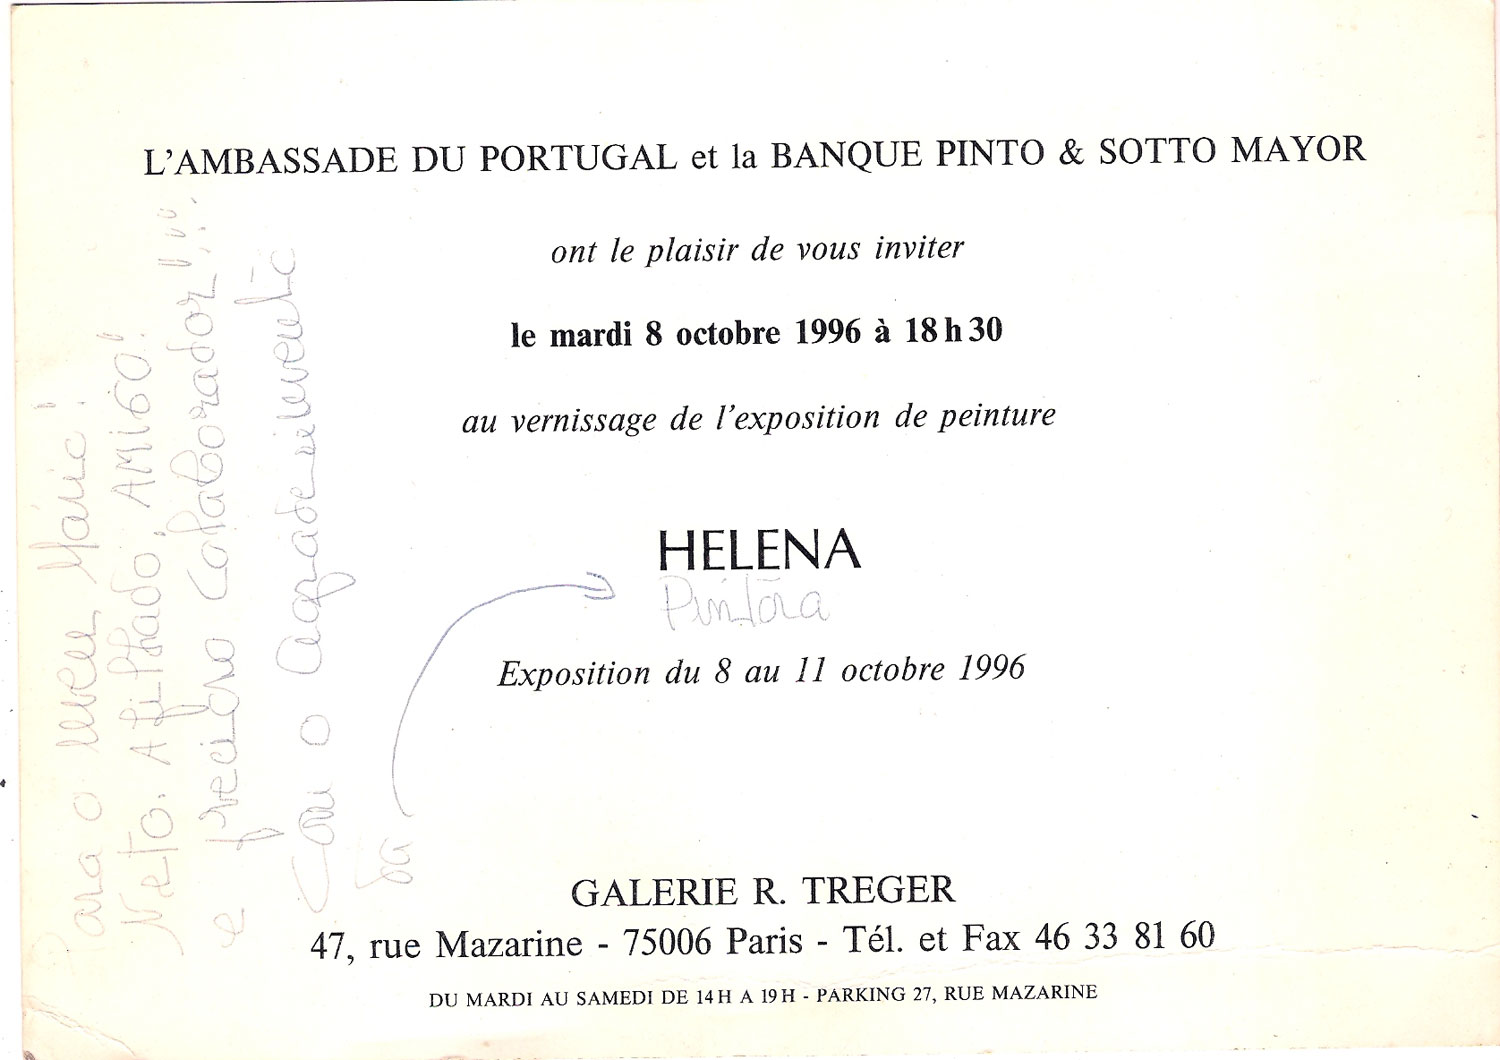 L'AMBASSADE DU PORTUGAL et la BANQUE PINTO & SOTTO MAYOR
ont le plaisir de vous inviter
le mardi 8 octobre 1996 à 18 h 30
au vernissage de l'exposition de peinture
HELENA
Pintôra
Exposition du 8 au 11 octobre 1996
GALERIE R. TREGER
47, rue Mazarine - 75006 Paris - Tél. et Fax 46 33 81 60
DU MARDI AU SAMEDI DE 14 H A 19 H - PARKING 27, RUE MAZARINE
Para o meu Mário!
Neto. Afilhado, AMIGO!
e precioso Colaborador"
Com o
da